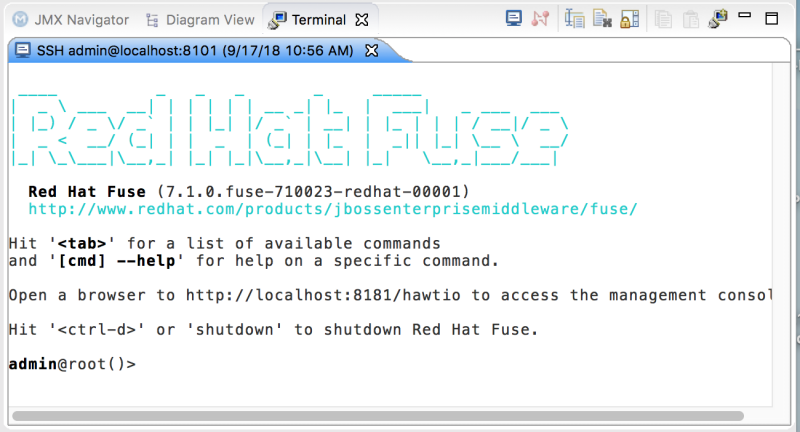 JMX Navigator Diagram View Terminal
SSH admin@localhost:8101 (9/17/18 10:56 AM)
Red Hat Fuse
Red Hat Fuse (7.1.0.fuse-710023-redhat-00001)
http://www.redhat.com/products/jbossenterprisemiddleware/fuse/
Hit '<tab>' for a list of available commands
and '[cmd] --help' for help on a specific command.
Open a browser to http://localhost:8181/hawtio to access the management consol
Hit '<ctrl-d>' or 'shutdown' to shutdown Red Hat Fuse.
admin@root()>